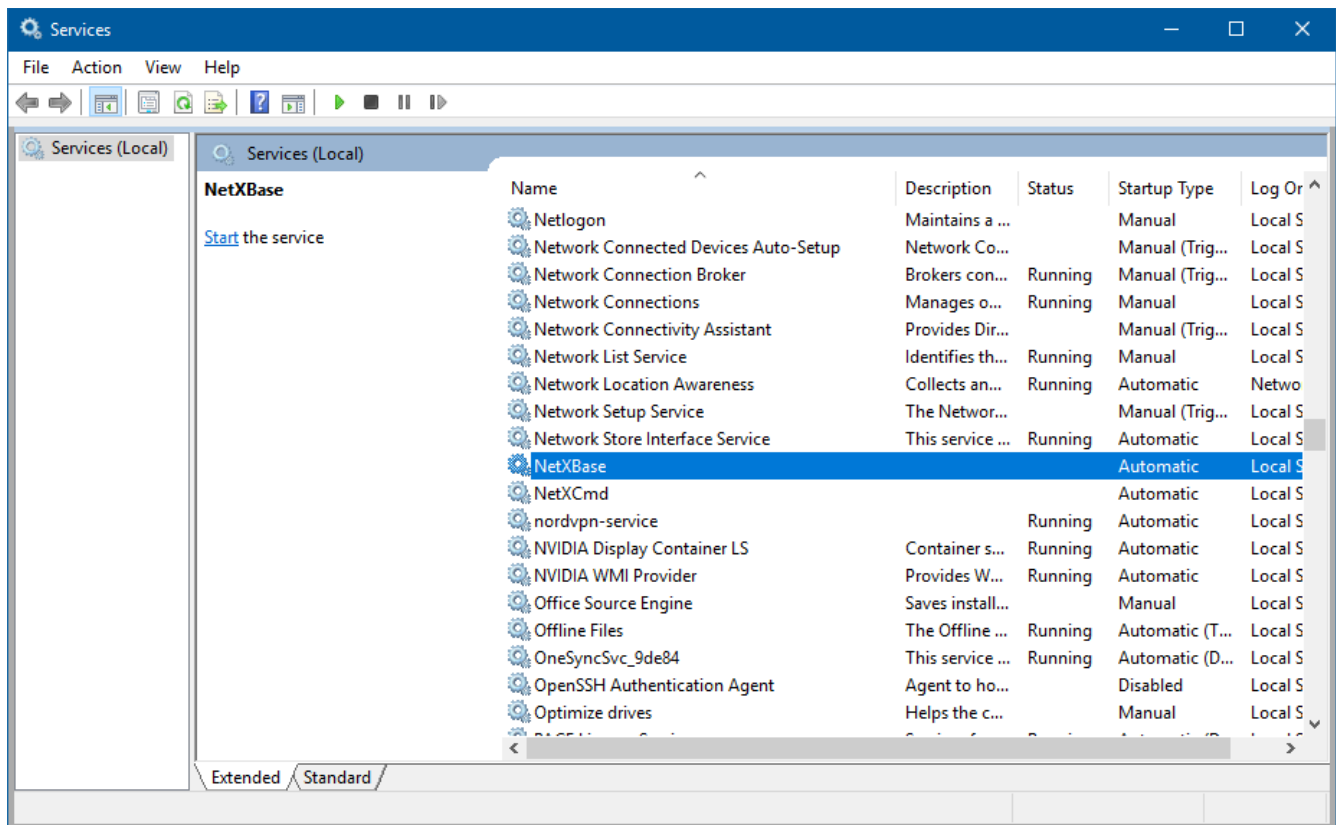 Services
File Action View Help
Services (Local)
Services (Local)
NetXBase
Start the service
Name Description Status Startup Type Log Or
Netlogon Maintains a ... Manual Local S
Network Connected Devices Auto-Setup Network Co... Manual (Trig... Local S
Network Connection Broker Brokers con... Running Manual (Trig... Local S
Network Connections Manages o... Running Manual Local S
Network Connectivity Assistant Provides Dir... Manual (Trig... Local S
Network List Service Identifies th... Running Manual Local S
Network Location Awareness Collects an... Running Automatic Netwo
Network Setup Service The Networ... Manual (Trig... Local S
Network Store Interface Service This service ... Running Automatic Local S
NetXBase Automatic Local S
NetXCmd Automatic Local S
nordvpn-service Running Automatic Local S
NVIDIA Display Container LS Container s... Running Automatic Local S
NVIDIA WMI Provider Provides W... Running Automatic Local S
Office Source Engine Saves install... Manual Local S
Offline Files The Offline ... Running Automatic (T... Local S
OneSyncSvc_9de84 This service ... Running Automatic (D... Local S
OpenSSH Authentication Agent Agent to ho... Disabled Local S
Optimize drives Helps the c... Manual Local S
Extended Standard